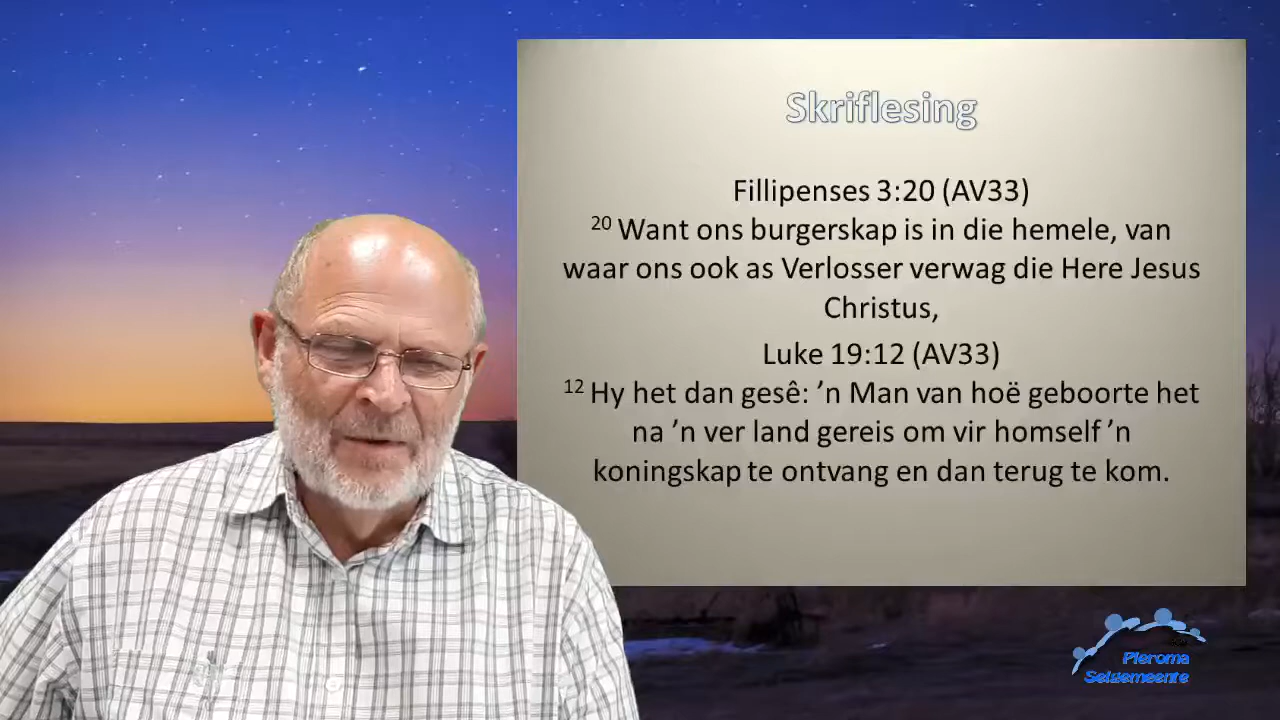 Skriflesing
Fillipenses 3:20 (AV33)
20 Want ons burgerskap is in die hemele, van
waar ons ook as Verlosser verwag die Here Jesus
Christus,
Luke 19:12 (AV33)
12 Hy het dan gesê: ’n Man van hoë geboorte het
na ’n ver land gereis om vir homself ’n
koningskap te ontvang en dan terug te kom.
Pleroma
Selgemeente